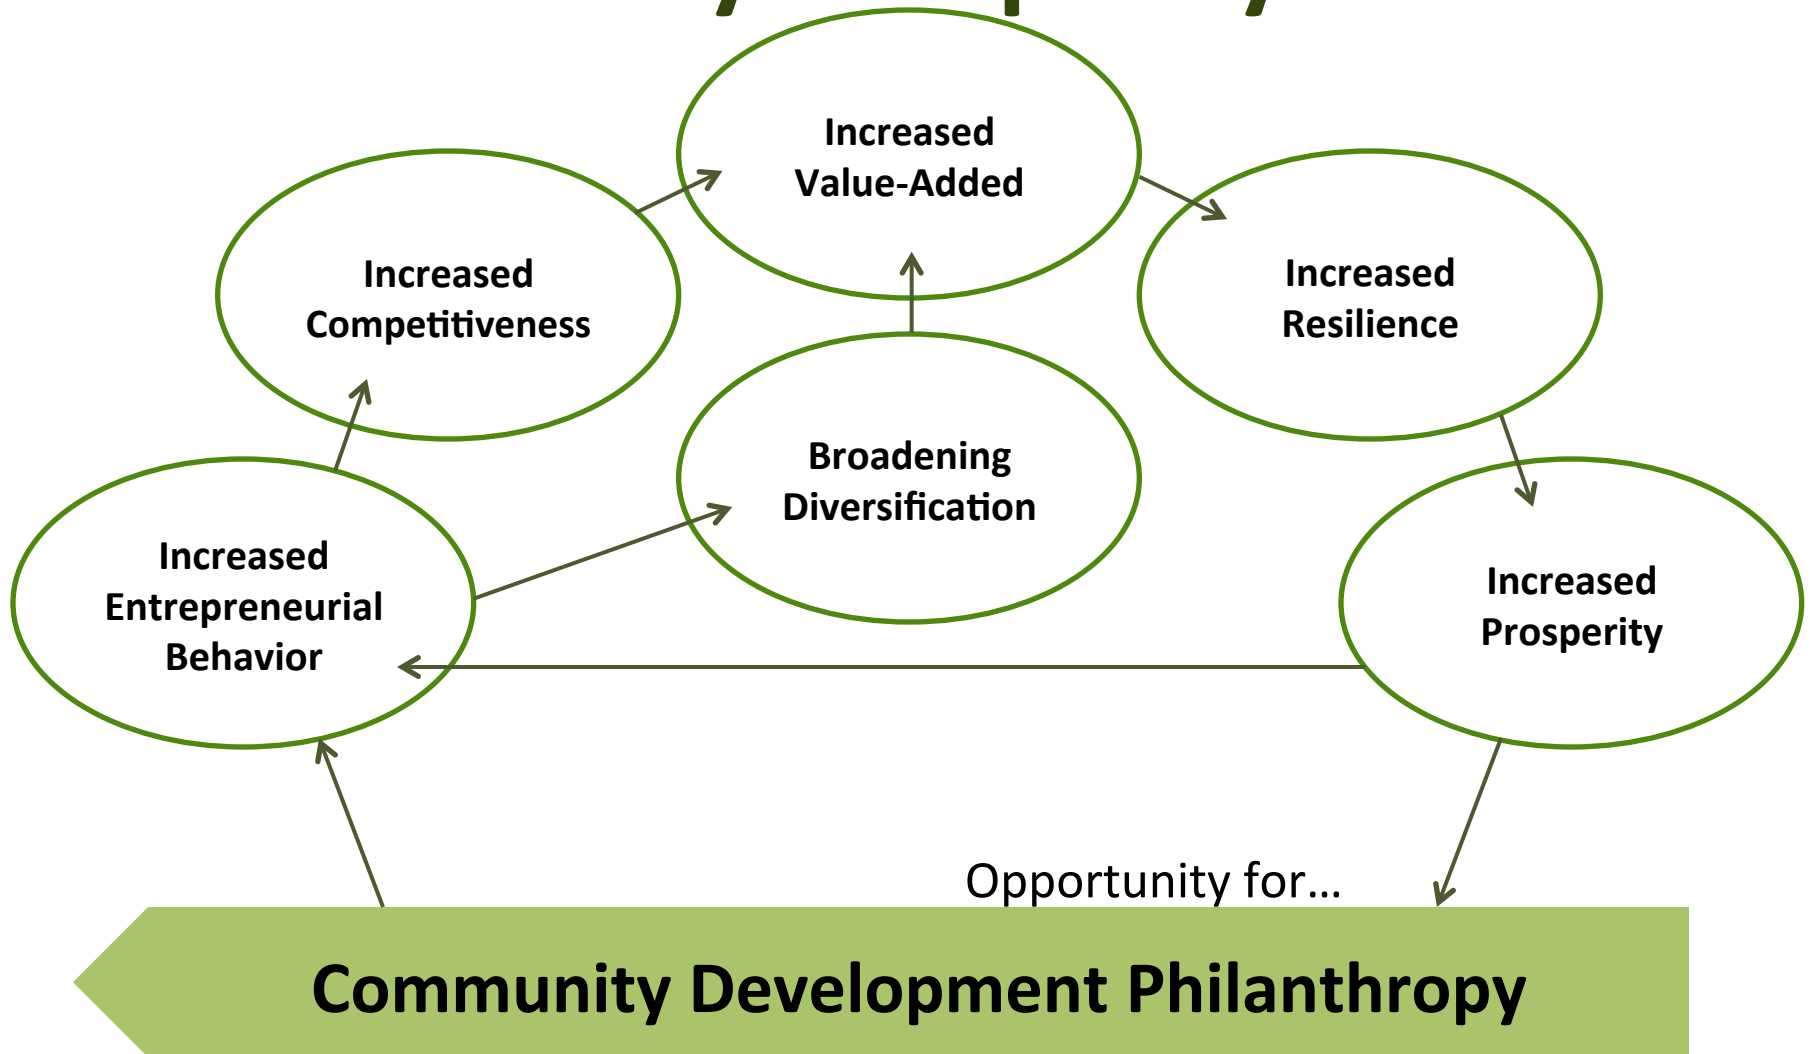 Increased
Value-Added
Increased
Competitiveness
Increased
Resilience
Broadening
Diversification
Increased
Entrepreneurial
Behavior
Increased
Prosperity
Opportunity for…
Community Development Philanthropy